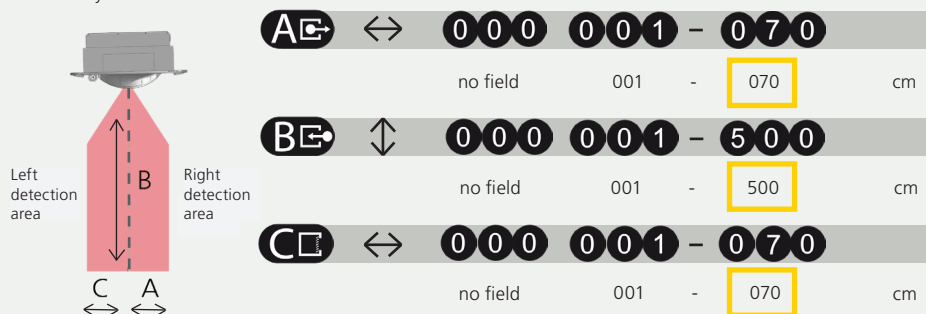 A 000 001 – 070
no field 001 - 070 cm
B 000 001 – 500
no field 001 - 500 cm
C 000 001 – 070
no field 001 - 070 cm
Left
detection
area
B
Right
detection
area
C A